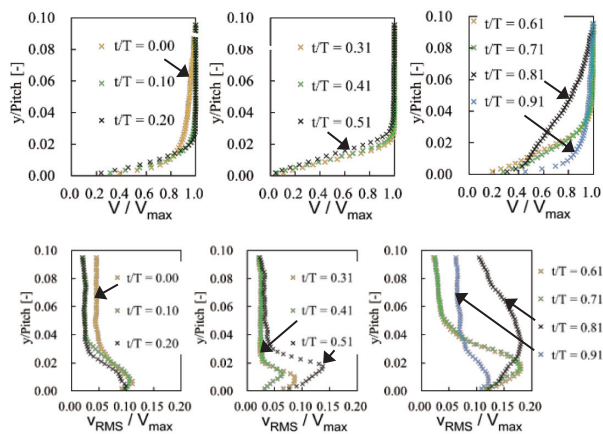 0.10
0.08
0.06
0.04
0.02
0.00
y/Pitch [-]
t/T = 0.00
t/T = 0.10
t/T = 0.20
0 0.2 0.4 0.6 0.8 1.0
V / Vmax
0.10
0.08
0.06
0.04
0.02
0.00
y/Pitch [-]
t/T = 0.31
t/T = 0.41
t/T = 0.51
0 0.2 0.4 0.6 0.8 1.0
V / Vmax
0.10
0.08
0.06
0.04
0.02
0.00
y/Pitch [-]
t/T = 0.61
t/T = 0.71
t/T = 0.81
t/T = 0.91
0 0.2 0.4 0.6 0.8 1.0
V / Vmax
0.10
0.08
0.06
0.04
0.02
0.00
y/Pitch [-]
t/T = 0.00
t/T = 0.10
t/T = 0.20
0.00 0.05 0.10 0.15 0.20
vRMS / Vmax
0.10
0.08
0.06
0.04
0.02
0.00
y/Pitch [-]
t/T = 0.31
t/T = 0.41
t/T = 0.51
0.00 0.05 0.10 0.15 0.20
vRMS / Vmax
0.10
0.08
0.06
0.04
0.02
0.00
y/Pitch [-]
t/T = 0.61
t/T = 0.71
t/T = 0.81
t/T = 0.91
0.00 0.05 0.10 0.15 0.20
vRMS / Vmax